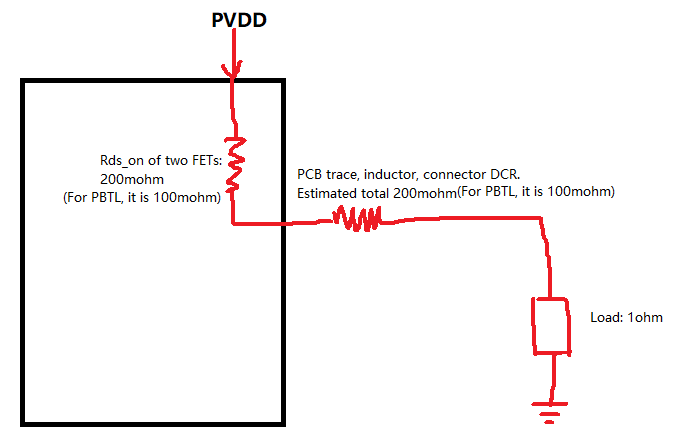 PVDD
Rds_on of two FETs:
200mohm
(For PBTL, it is 100mohm)
PCB trace, inductor, connector DCR.
Estimated total 200mohm(For PBTL, it is 100mohm)
Load: 1ohm